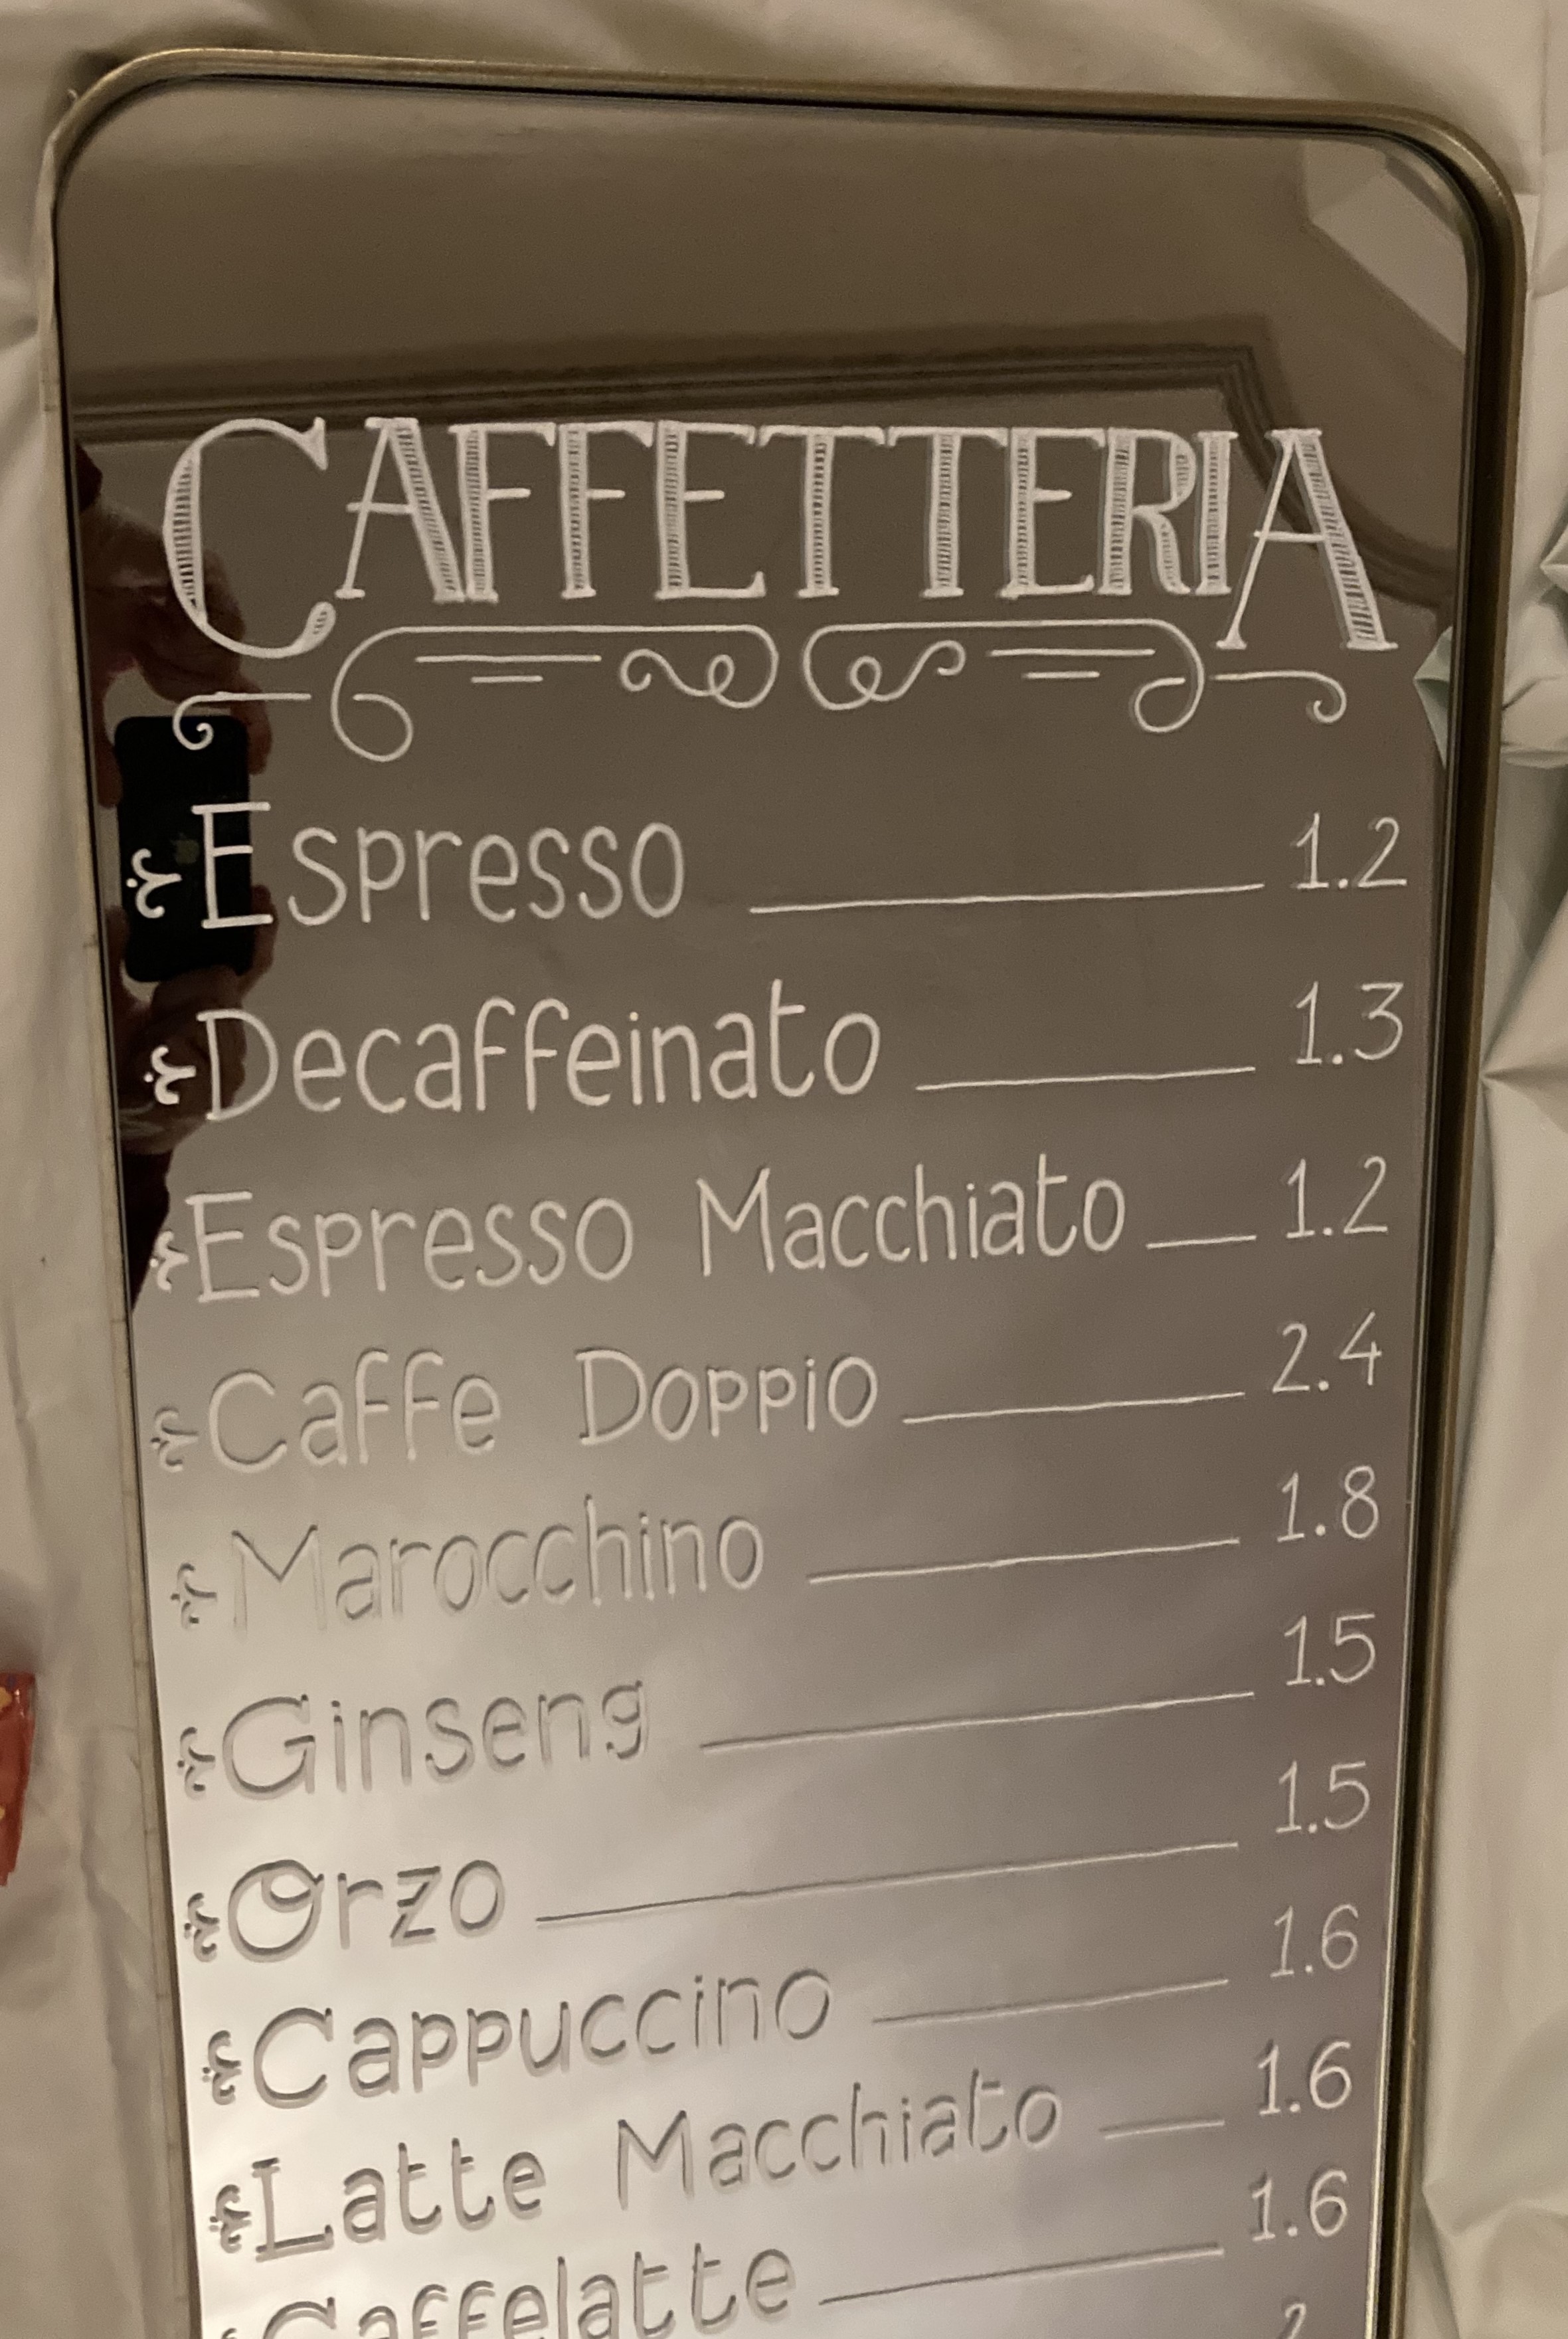 CAFFETTERIA
Espresso 1.2
Decaffeinato 1.3
Espresso Macchiato 1.2
Caffe Doppio 2.4
Marocchino 1.8
Ginseng 1.5
Orzo 1.5
Cappuccino 1.6
Latte Macchiato 1.6
Caffelatte 1.6
2